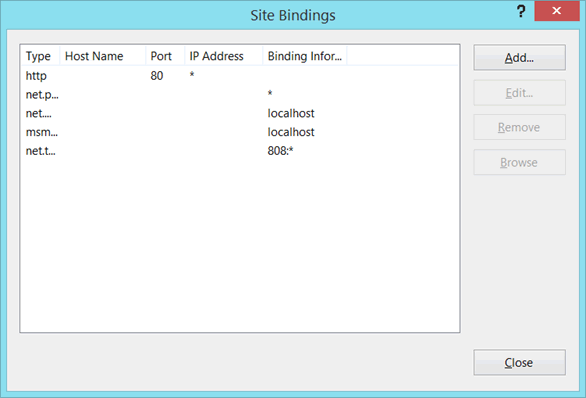 Site Bindings ?
Type Host Name Port IP Address Binding Infor...
http 80 *
net.p... *
net.... localhost
msm... localhost
net.t... 808:*
Add...
Edit...
Remove
Browse
Close